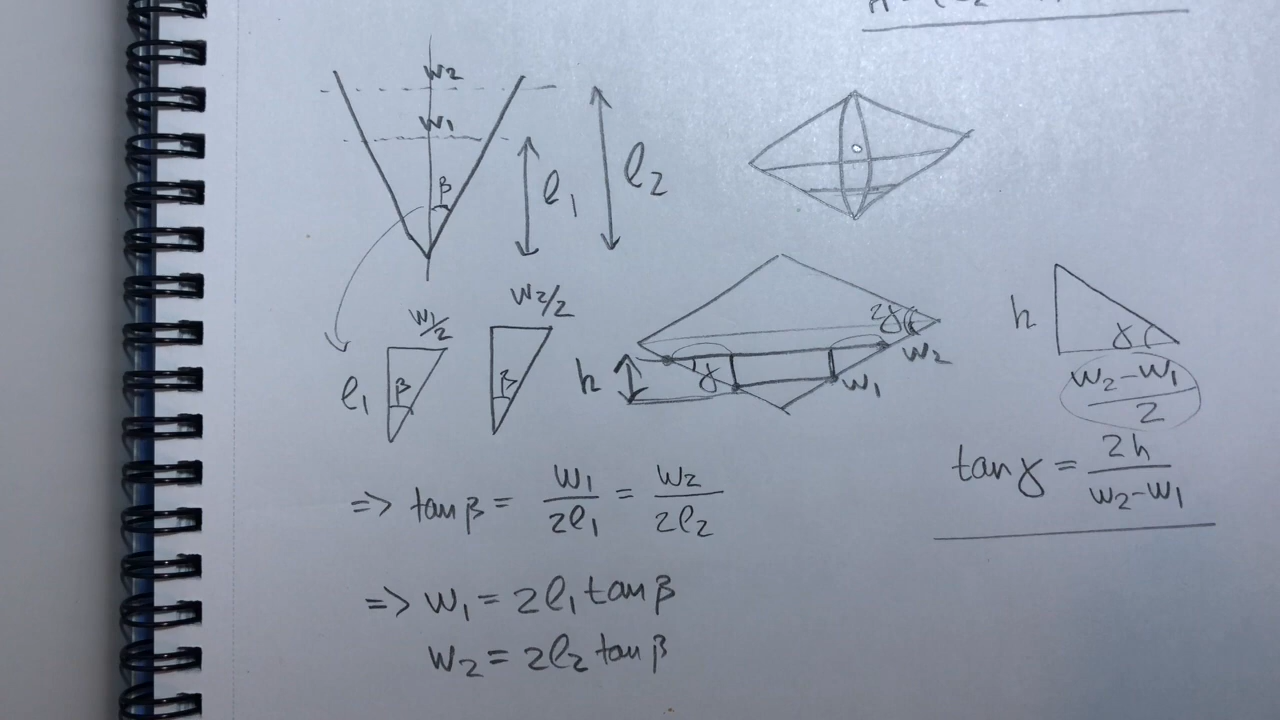 w2
w1
β
l1
l2
w1/2
w2/2
l1
β
β
h
2γ
γ
w2
w1
h
γ
w2-w1
2
tan γ = 2h / w2-w1
=> tan β = w1 / 2l1 = w2 / 2l2
=> w1 = 2l1 tan β
w2 = 2l2 tan β